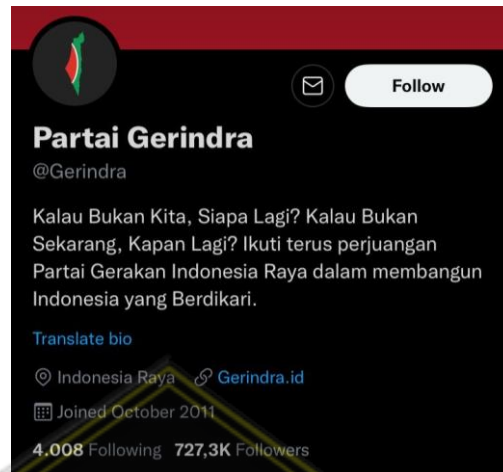 Follow
Partai Gerindra
@Gerindra
Kalau Bukan Kita, Siapa Lagi? Kalau Bukan
Sekarang, Kapan Lagi? Ikuti terus perjuangan
Partai Gerakan Indonesia Raya dalam membangun
Indonesia yang Berdikari.
Translate bio
Indonesia Raya Gerindra.id
Joined October 2011
4.008 Following 727,3K Followers